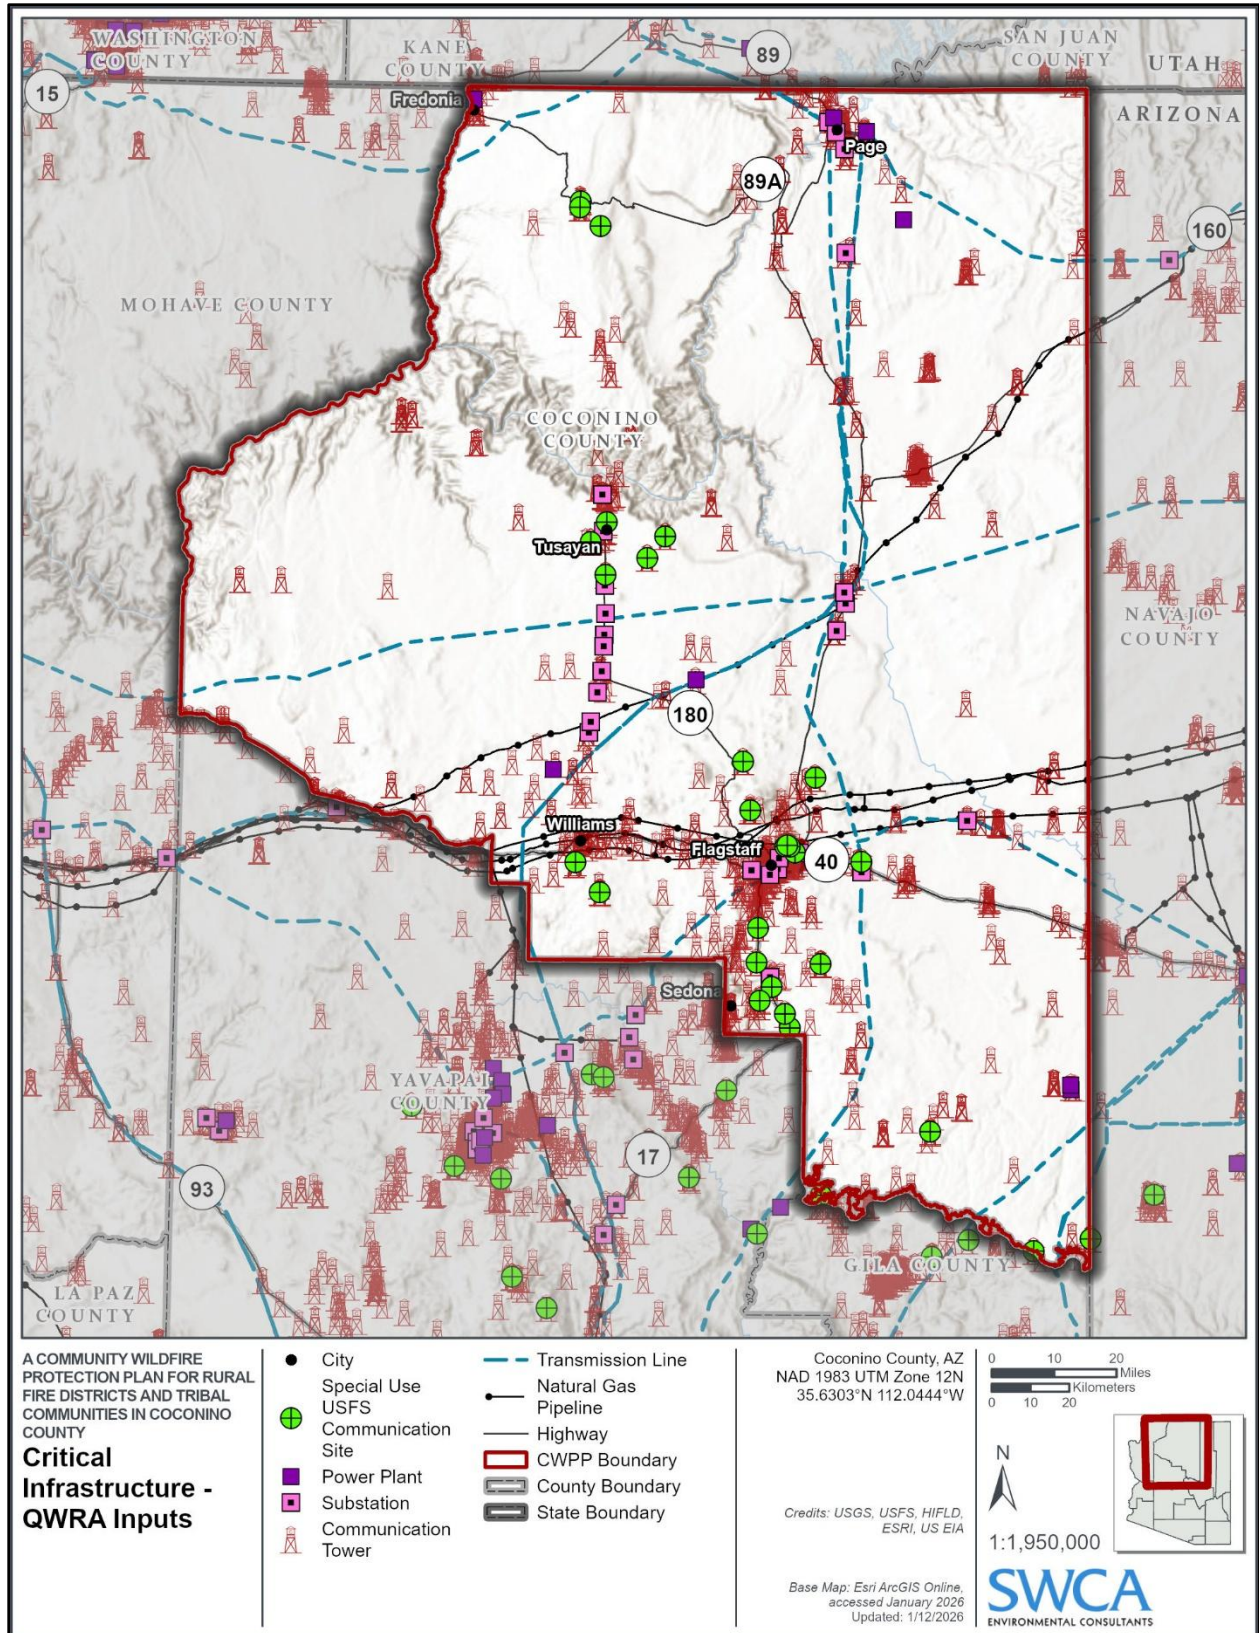 WASHINGTON
COUNTY
KANE
COUNTY
89
SAN JUAN
COUNTY
UTAH
15
Fredonia
ARIZONA
Page
89A
160
MOHAVE COUNTY
COCONINO
COUNTY
Tusayan
NAVAJO
COUNTY
180
Williams
Flagstaff
40
Sedona
YAVAPAI
COUNTY
17
93
GILA COUNTY
LA PAZ
COUNTY
A COMMUNITY WILDFIRE
PROTECTION PLAN FOR RURAL
FIRE DISTRICTS AND TRIBAL
COMMUNITIES IN COCONINO
COUNTY
Critical
Infrastructure -
QWRA Inputs
City
Special Use
USFS
Communication
Site
Power Plant
Substation
Communication
Tower
Transmission Line
Natural Gas
Pipeline
Highway
CWPP Boundary
County Boundary
State Boundary
Coconino County, AZ
NAD 1983 UTM Zone 12N
35.6303°N 112.0444°W
Credits: USGS, USFS, HIFLD,
ESRI, US EIA
Base Map: Esri ArcGIS Online,
accessed January 2026
Updated: 1/12/2026
0 10 20
Miles
Kilometers
0 10 20
N
1:1,950,000
SWCA
ENVIRONMENTAL CONSULTANTS